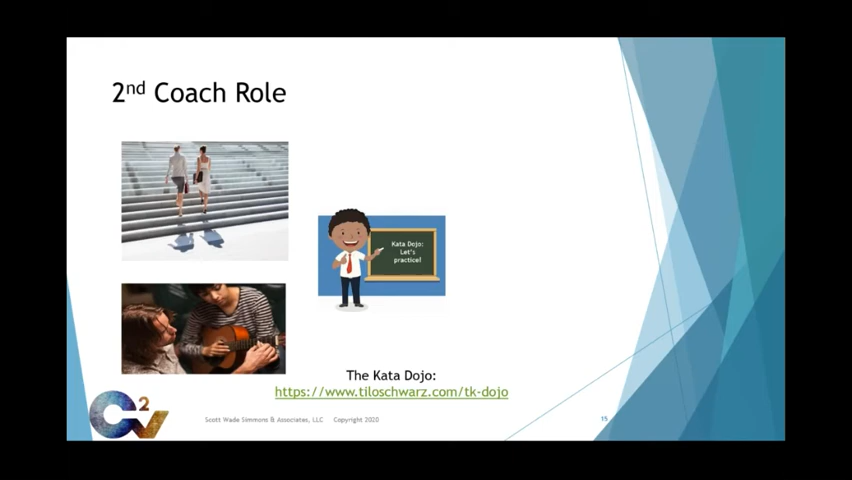 2nd Coach Role
Kata Dojo:
Let's
practice!
The Kata Dojo:
https://www.tiloschwarz.com/tk-dojo
C2V
Scott Wade Simmons & Associates, LLC Copyright 2020
15